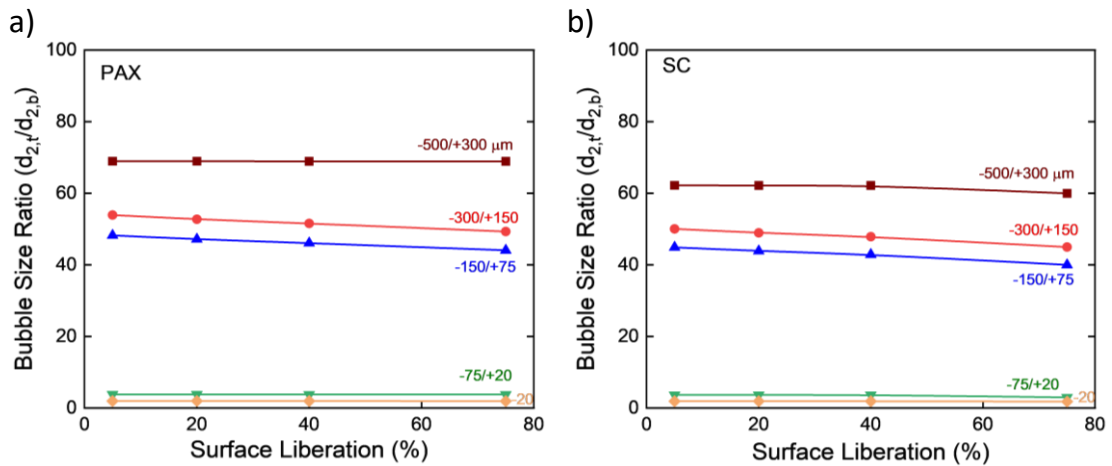 a)
PAX
Bubble Size Ratio (d2,t/d2,b)
100
80
60
40
20
0
-500/+300 μm
-300/+150
-150/+75
-75/+20
-20
0 20 40 60 80
Surface Liberation (%)
b)
SC
Bubble Size Ratio (d2,t/d2,b)
100
80
60
40
20
0
-500/+300 μm
-300/+150
-150/+75
-75/+20
-20
0 20 40 60 80
Surface Liberation (%)